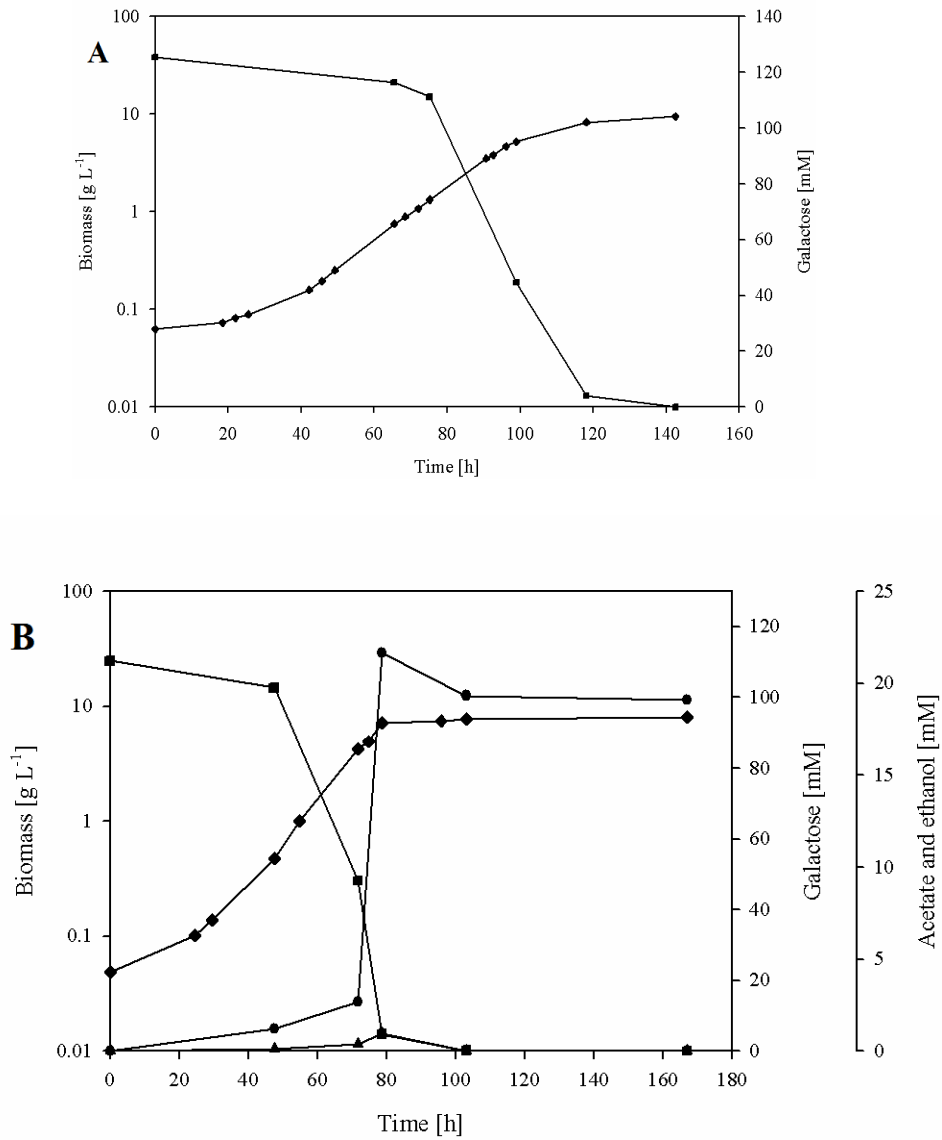 A
100
10
1
0.1
0.01
Biomass [g L-1]
140
120
100
80
60
40
20
0
Galactose [mM]
0 20 40 60 80 100 120 140 160
Time [h]
B
100
10
1
0.1
0.01
Biomass [g L-1]
120
100
80
60
40
20
0
Galactose [mM]
25
20
15
10
5
0
Acetate and ethanol [mM]
0 20 40 60 80 100 120 140 160 180
Time [h]